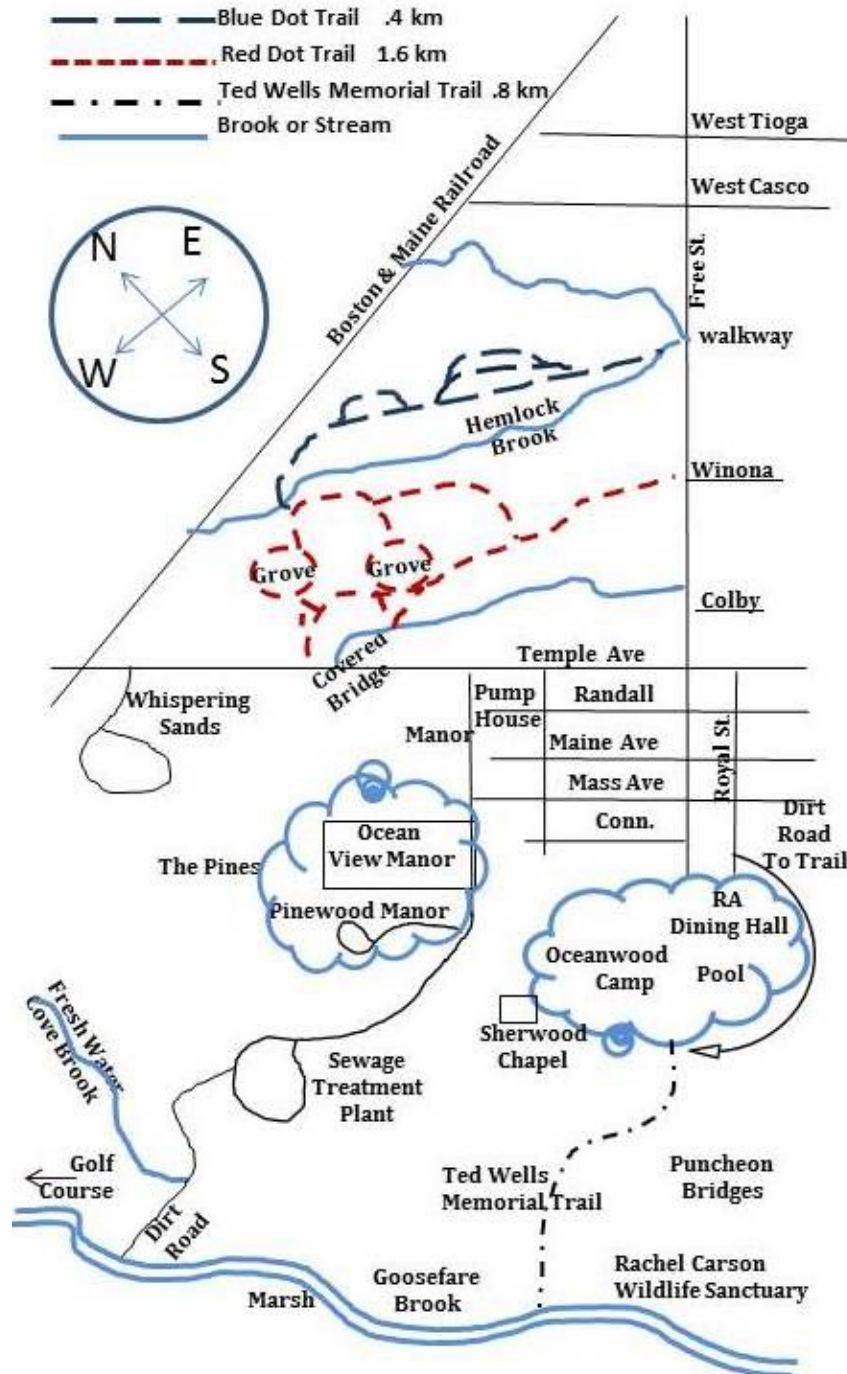 Blue Dot Trail .4 km
Red Dot Trail 1.6 km
Ted Wells Memorial Trail .8 km
Brook or Stream
West Tioga
West Casco
N E
W S
Boston & Maine Railroad
Free St.
walkway
Hemlock
Brook
Winona
Grove
Grove
Colby
Covered
Bridge
Temple Ave
Whispering
Sands
Pump
House
Randall
Manor
Maine Ave
Royal St.
Mass Ave
Conn.
Dirt
Road
To Trail
The Pines
Ocean
View Manor
Pinewood Manor
RA
Dining Hall
Oceanwood
Camp
Pool
Sherwood
Chapel
Fresh Water
Cove Brook
Sewage
Treatment
Plant
Golf
Course
Dirt
Road
Ted Wells
Memorial Trail
Puncheon
Bridges
Marsh
Goosefare
Brook
Rachel Carson
Wildlife Sanctuary